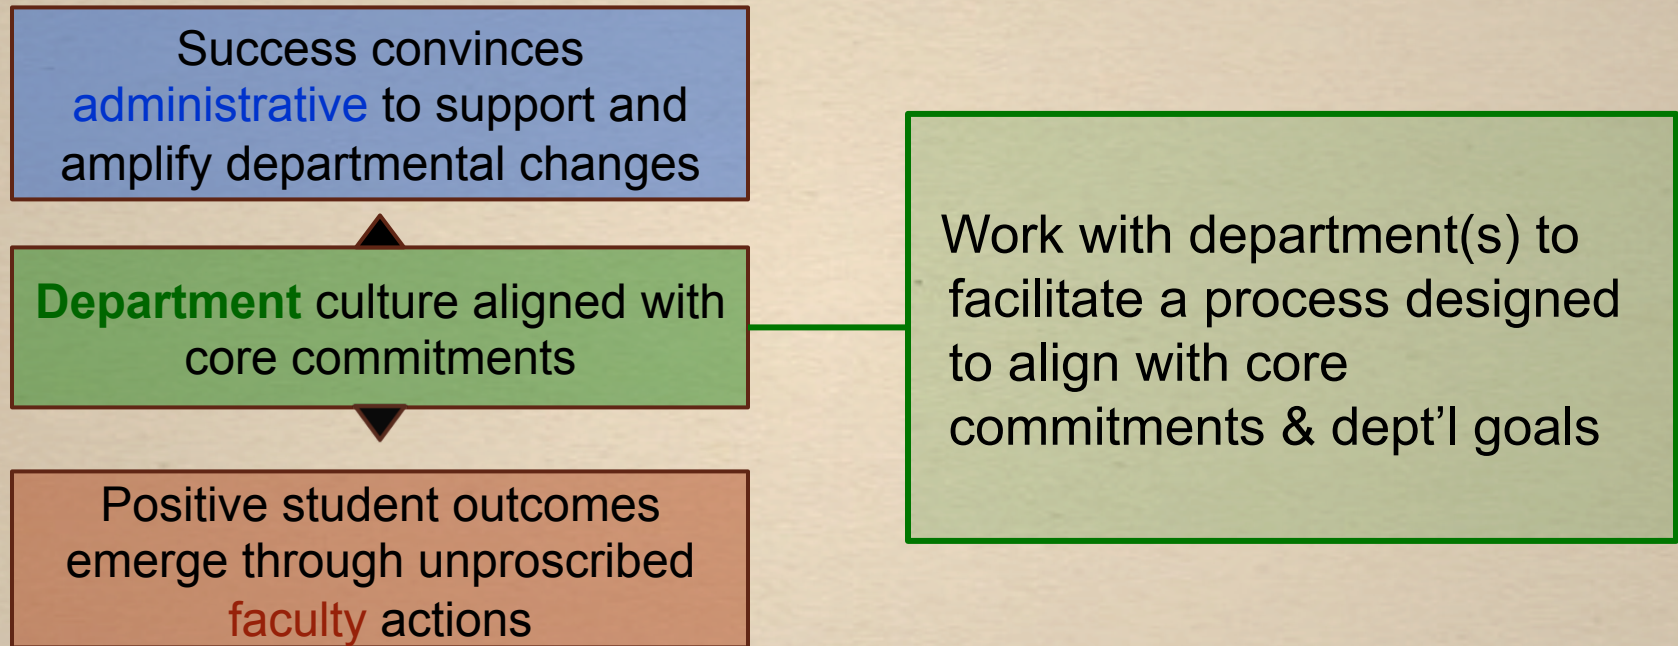 Success convinces
administrative to support and
amplify departmental changes
Department culture aligned with
core commitments
Positive student outcomes
emerge through unproscribed
faculty actions
Work with department(s) to
facilitate a process designed
to align with core
commitments & dept’l goals